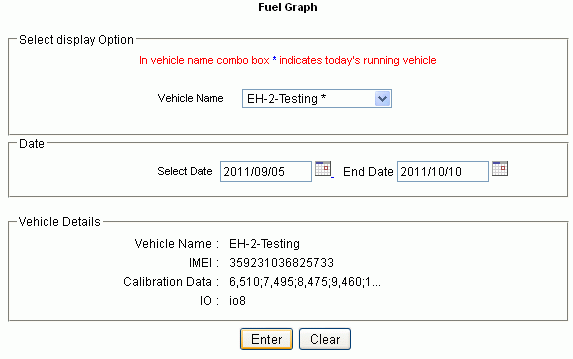 Fuel Graph
Select display Option
In vehicle name combo box * indicates today's running vehicle
Vehicle Name EH-2-Testing *
Date
Select Date 2011/09/05 End Date 2011/10/10
Vehicle Details
Vehicle Name : EH-2-Testing
IMEI : 359231036825733
Calibration Data : 6,510;7,495;8,475;9,460;1...
IO : io8
Enter Clear